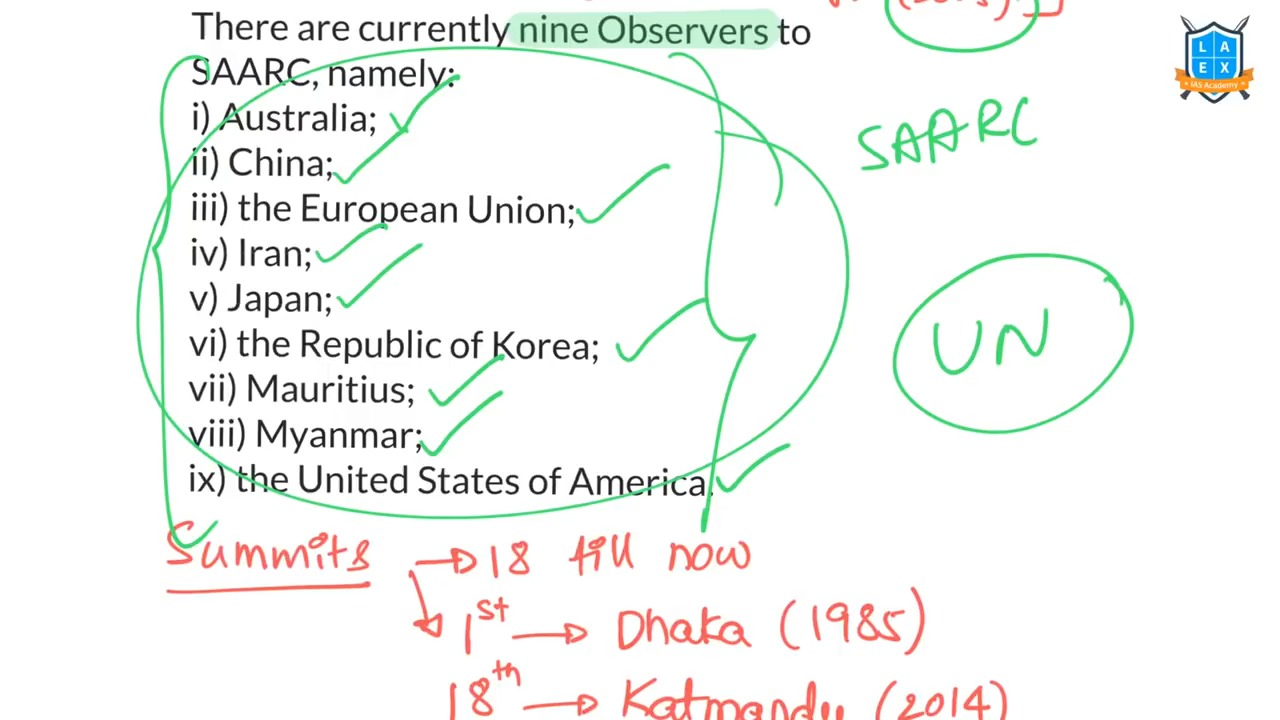 There are currently nine Observers to
SAARC, namely:
i) Australia;
ii) China;
iii) the European Union;
iv) Iran;
v) Japan;
vi) the Republic of Korea;
vii) Mauritius;
viii) Myanmar;
ix) the United States of America.
SAARC
UN
Summits → 18 till now
1st → Dhaka (1985)
18th → Katmandu (2014)
L A
E X
IAS Academy